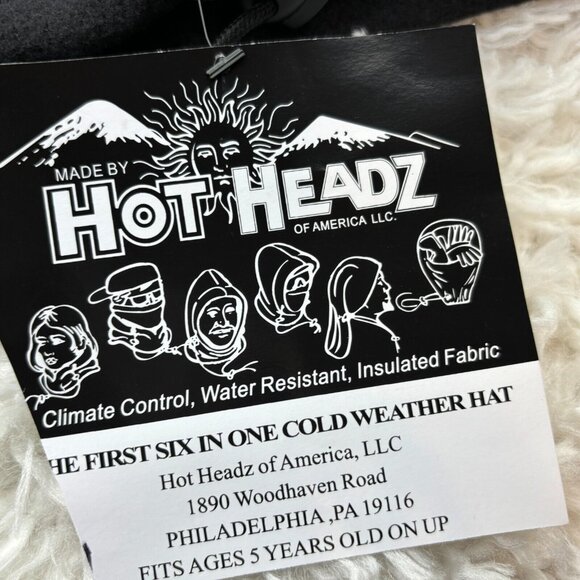 MADE BY
HOT HEADZ
OF AMERICA LLC.
Climate Control, Water Resistant, Insulated Fabric
HE FIRST SIX IN ONE COLD WEATHER HAT
Hot Headz of America, LLC
1890 Woodhaven Road
PHILADELPHIA ,PA 19116
FITS AGES 5 YEARS OLD ON UP